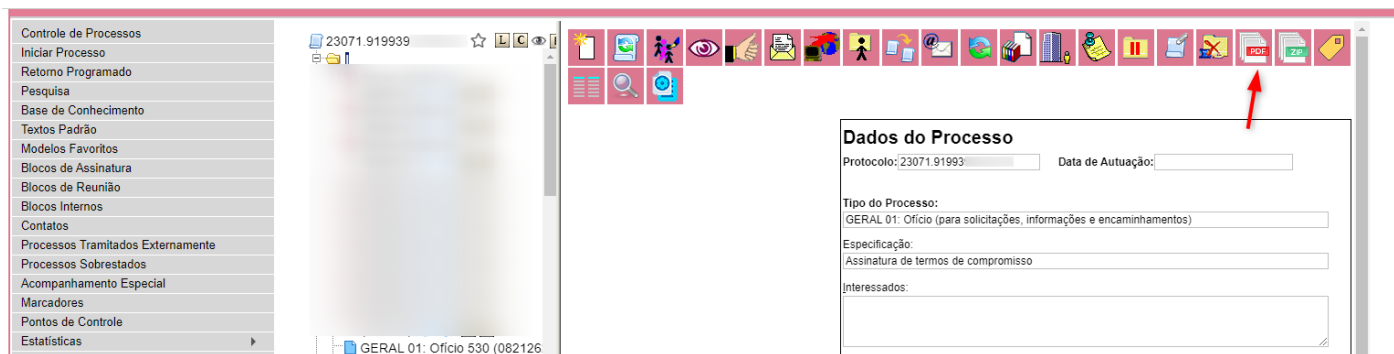 Controle de Processos
Iniciar Processo
Retorno Programado
Pesquisa
Base de Conhecimento
Textos Padrão
Modelos Favoritos
Blocos de Assinatura
Blocos de Reunião
Blocos Internos
Contatos
Processos Tramitados Externamente
Processos Sobrestados
Acompanhamento Especial
Marcadores
Pontos de Controle
Estatísticas
23071.919939
L C
GERAL 01: Ofício 530 (082126
PDF ZIP
Dados do Processo
Protocolo: 23071.91993 Data de Autuação:
Tipo do Processo:
GERAL 01: Ofício (para solicitações, informações e encaminhamentos)
Especificação:
Assinatura de termos de compromisso
Interessados: